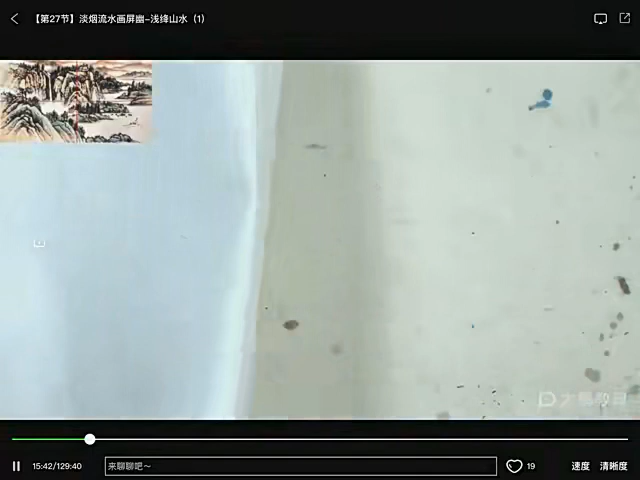 【第27节】淡烟流水画屏幽-浅绛山水（1）
15:42/129:40
来聊聊吧～
19
速度
清晰度